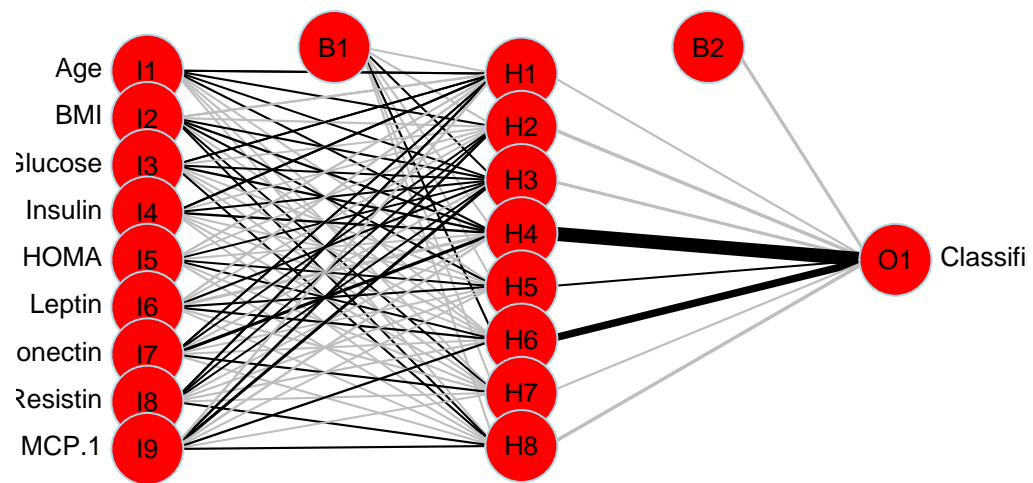 B1
B2
Age I1 H1
BMI I2 H2
Glucose I3 H3
Insulin I4 H4
HOMA I5 H5 O1 Classifi
Leptin I6 H6
onectin I7 H7
Resistin I8 H8
MCP.1 I9